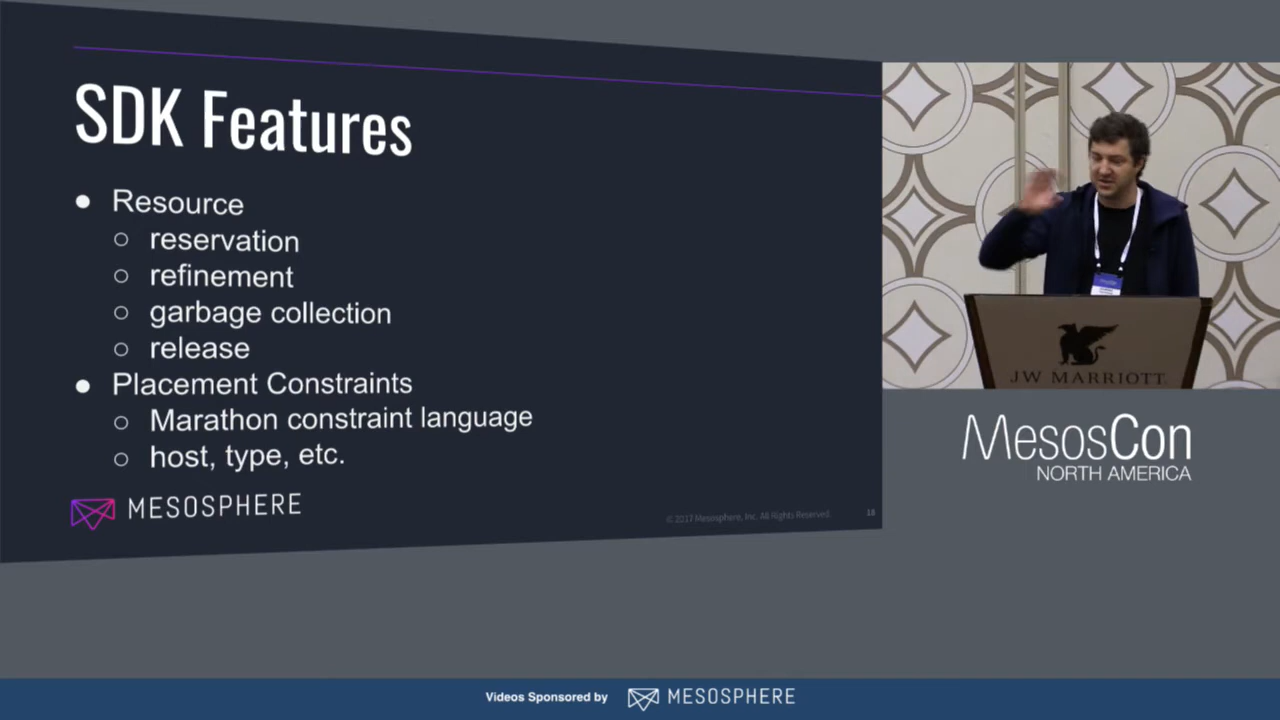 SDK Features
● Resource
○ reservation
○ refinement
○ garbage collection
○ release
● Placement Constraints
○ Marathon constraint language
○ host, type, etc.
MESOSPHERE
© 2017 Mesosphere, Inc. All Rights Reserved.
18
JW MARRIOTT
MesosCon
NORTH AMERICA
Videos Sponsored by MESOSPHERE